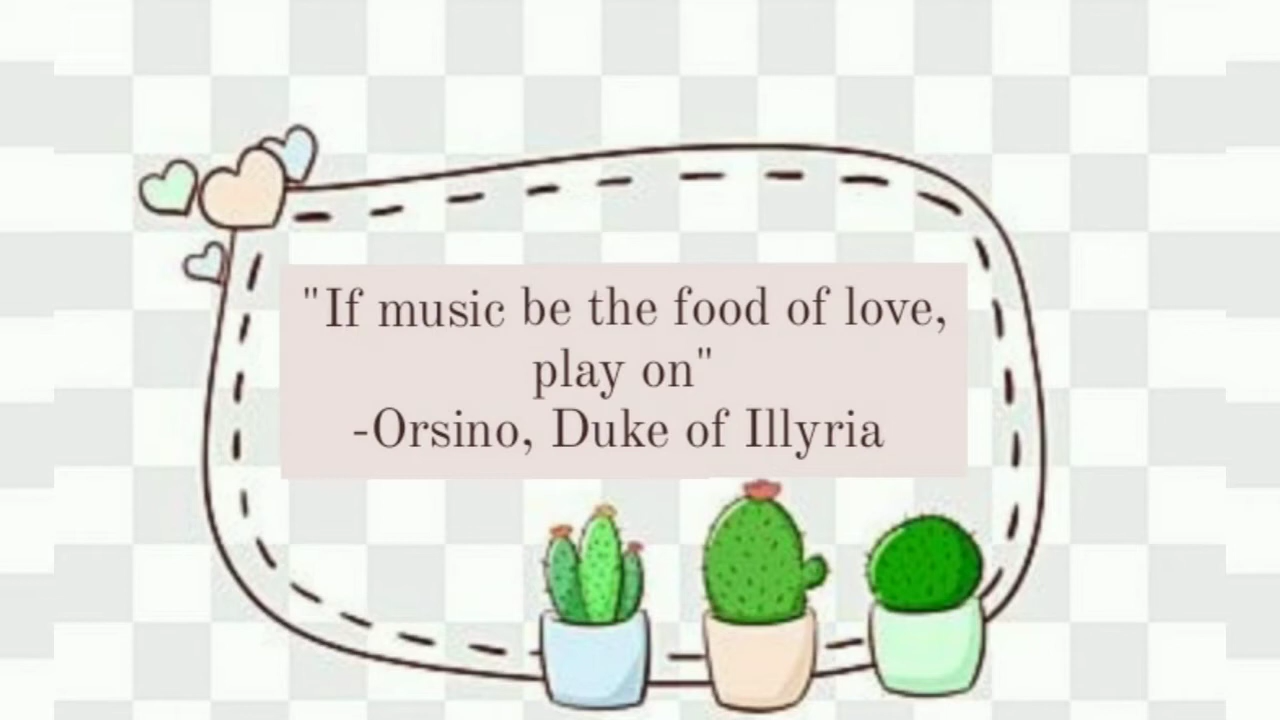 "If music be the food of love,
play on"
-Orsino, Duke of Illyria